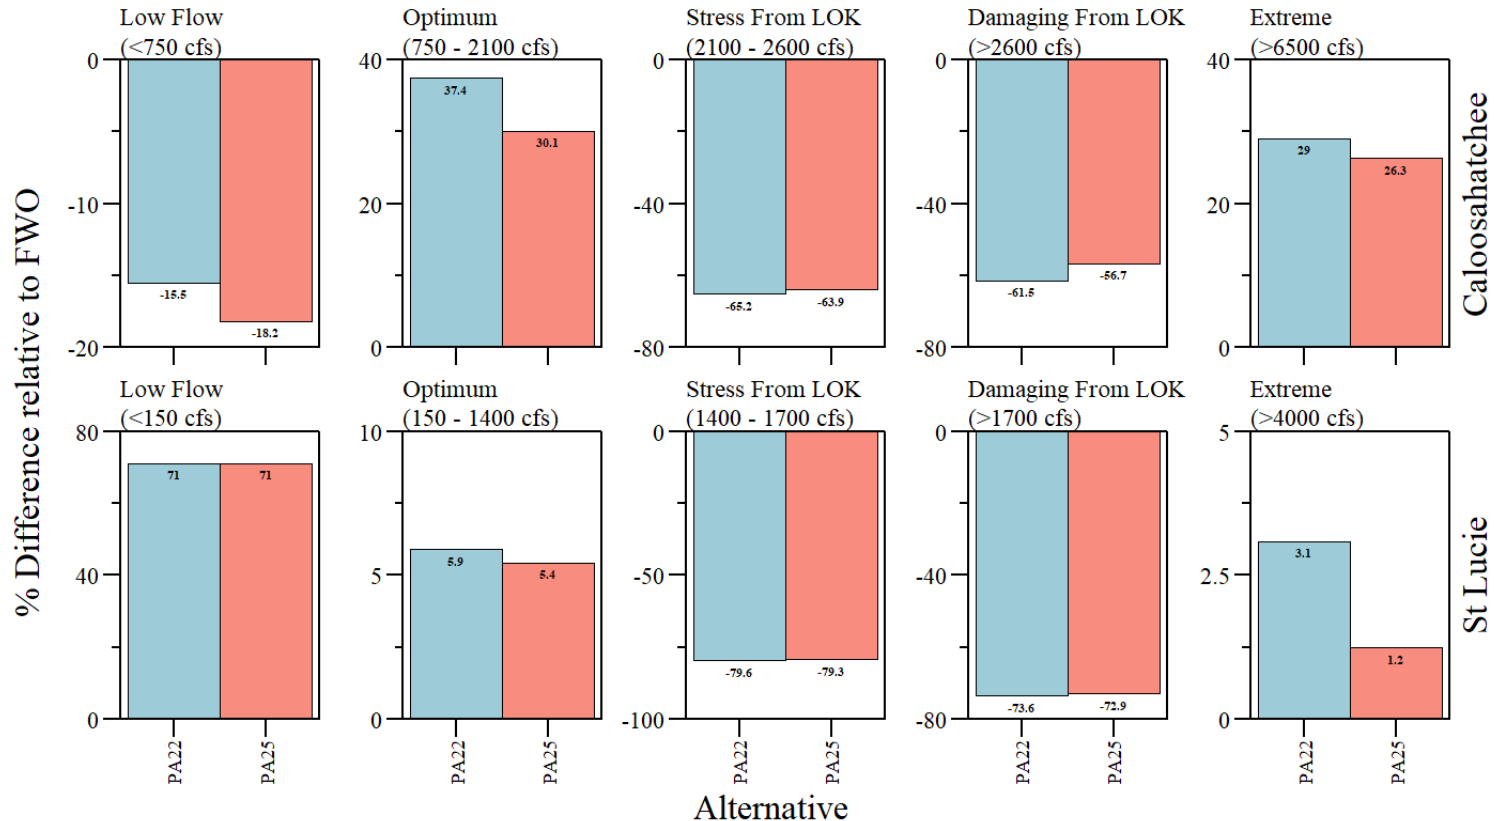 Low Flow
(<750 cfs)
Optimum
(750 - 2100 cfs)
Stress From LOK
(2100 - 2600 cfs)
Damaging From LOK
(>2600 cfs)
Extreme
(>6500 cfs)
0
-10
-20
-15.5
-18.2
40
20
0
37.4
30.1
0
-40
-80
-65.2
-63.9
0
-40
-80
-61.5
-56.7
40
20
0
29
26.3
Caloosahatchee
% Difference relative to FWO
Low Flow
(<150 cfs)
Optimum
(150 - 1400 cfs)
Stress From LOK
(1400 - 1700 cfs)
Damaging From LOK
(>1700 cfs)
Extreme
(>4000 cfs)
80
40
0
71
71
10
5
0
5.9
5.4
0
-50
-100
-79.6
-79.3
0
-40
-80
-73.6
-72.9
5
2.5
0
3.1
1.2
St Lucie
PA22
PA25
PA22
PA25
PA22
PA25
PA22
PA25
PA22
PA25
Alternative